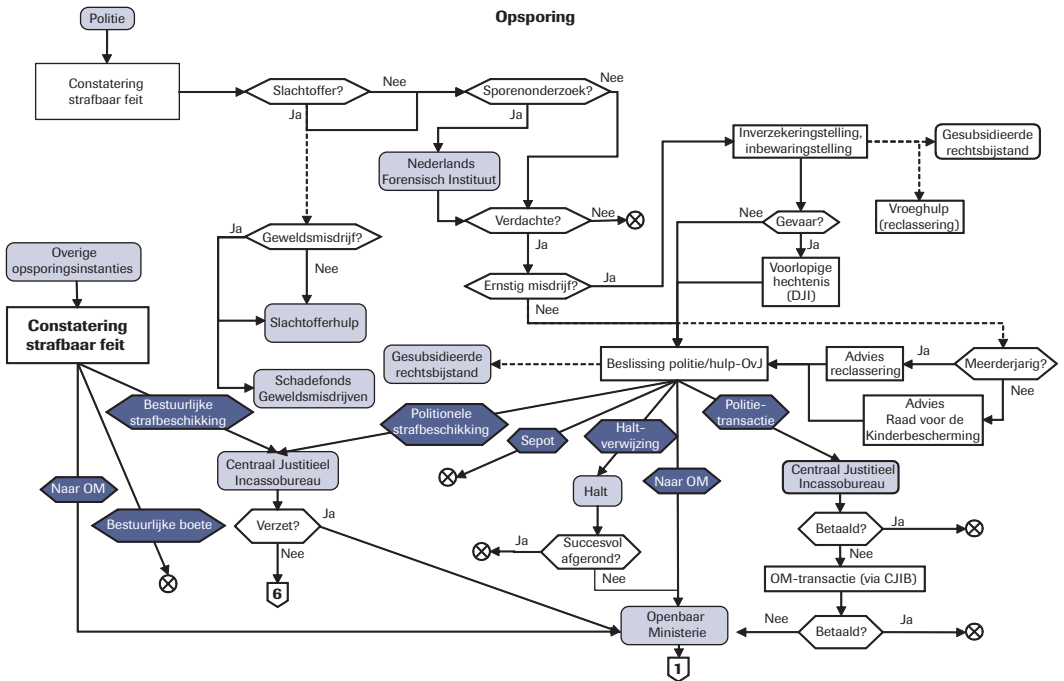 Opsporing
Politie
Constatering
strafbaar feit
Slachtoffer?
Nee
Ja
Sporenonderzoek?
Nee
Ja
Nederlands
Forensisch Instituut
Inverzekeringstelling,
inbewaringstelling
Gesubsidieerde
rechtsbijstand
Vroeghulp
(reclassering)
Verdachte?
Nee
Ja
Nee
Gevaar?
Ja
Ja
Geweldsmisdrijf?
Nee
Overige
opsporingsinstanties
Ernstig misdrijf?
Ja
Nee
Voorlopige
hechtenis
(DJI)
Constatering
strafbaar feit
Slachtofferhulp
Schadefonds
Geweldsmisdrijven
Gesubsidieerde
rechtsbijstand
Beslissing politie/hulp-OvJ
Advies
reclassering
Ja
Meerderjarig?
Nee
Advies
Raad voor de
Kinderbescherming
Bestuurlijke
strafbeschikking
Politionele
strafbeschikking
Sepot
Halt-
verwijzing
Politie-
transactie
Centraal Justitieel
Incassobureau
Naar OM
Halt
Centraal Justitieel
Incassobureau
Naar OM
Bestuurlijke boete
Verzet?
Ja
Nee
6
Ja
Succesvol
afgerond?
Nee
Betaald?
Ja
Nee
OM-transactie (via CJIB)
Openbaar
Ministerie
Nee
Betaald?
Ja
1